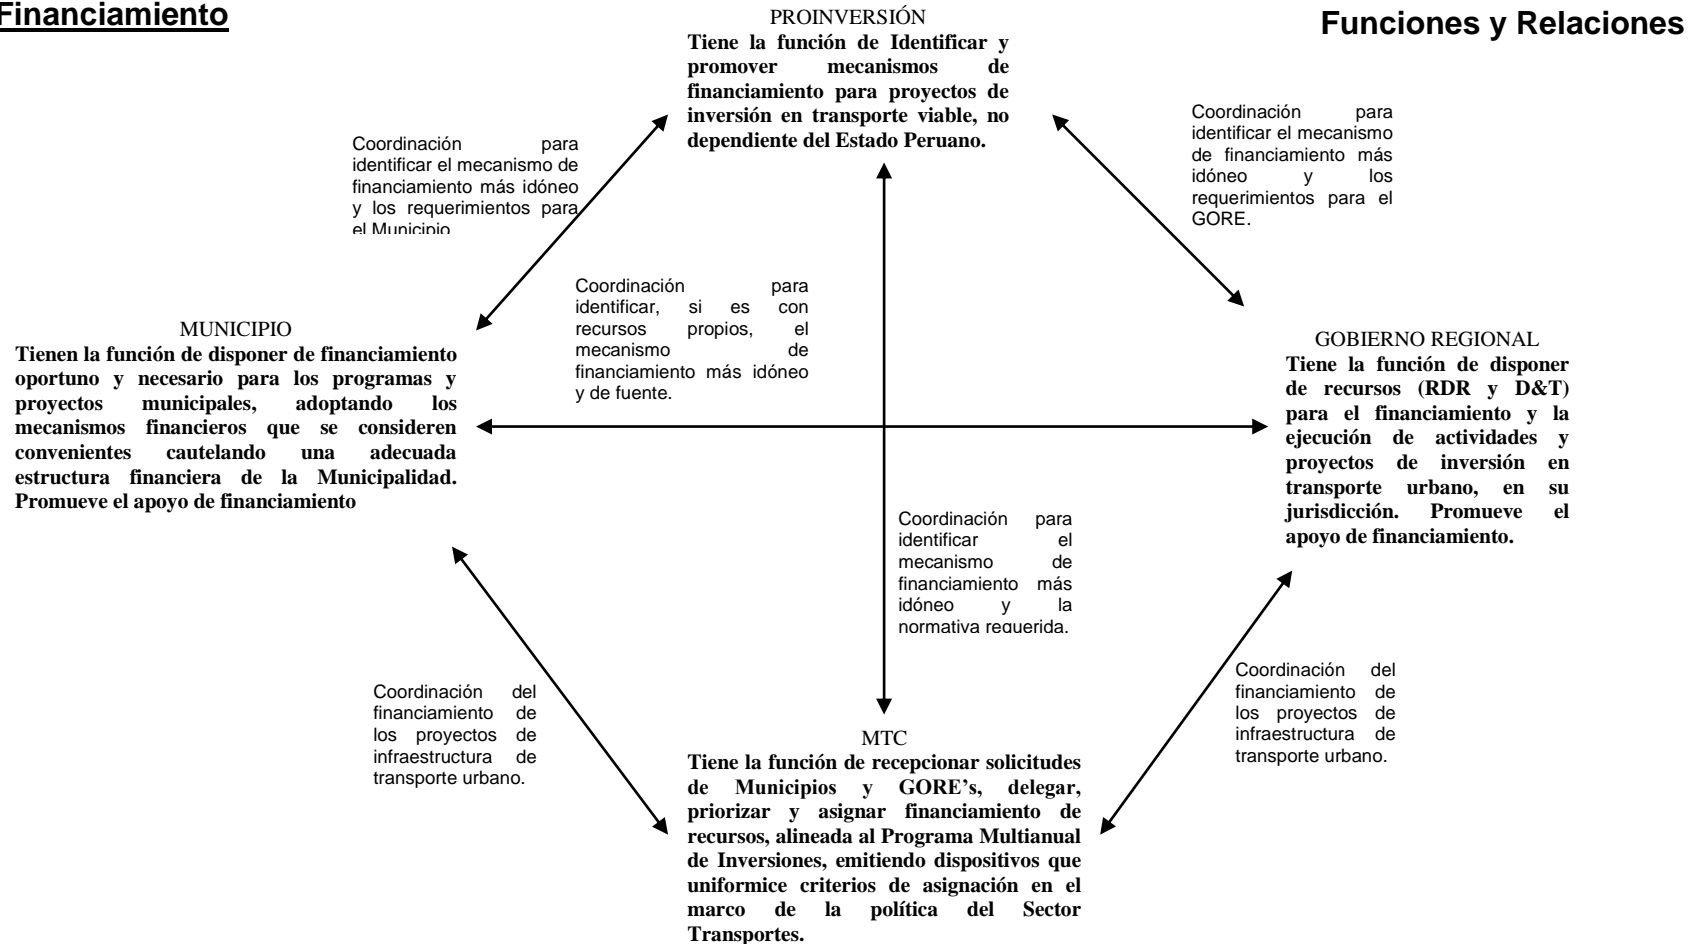 Financiamiento
Funciones y Relaciones
PROINVERSIÓN
Tiene la función de Identificar y
promover mecanismos de
financiamiento para proyectos de
inversión en transporte viable, no
dependiente del Estado Peruano.
Coordinación para
identificar el mecanismo de
financiamiento más idóneo
y los requerimientos para
el Municipio
Coordinación para
identificar el mecanismo
de financiamiento más
idóneo y los
requerimientos para el
GORE.
Coordinación para
identificar, si es con
recursos propios, el
mecanismo de
financiamiento más idóneo
y de fuente.
MUNICIPIO
Tienen la función de disponer de financiamiento
oportuno y necesario para los programas y
proyectos municipales, adoptando los
mecanismos financieros que se consideren
convenientes cautelando una adecuada
estructura financiera de la Municipalidad.
Promueve el apoyo de financiamiento
GOBIERNO REGIONAL
Tiene la función de disponer
de recursos (RDR y D&T)
para el financiamiento y la
ejecución de actividades y
proyectos de inversión en
transporte urbano, en su
jurisdicción. Promueve el
apoyo de financiamiento.
Coordinación para
identificar el
mecanismo de
financiamiento más
idóneo y la
normativa requerida.
Coordinación del
financiamiento de
los proyectos de
infraestructura de
transporte urbano.
Coordinación del
financiamiento de
los proyectos de
infraestructura de
transporte urbano.
MTC
Tiene la función de recepcionar solicitudes
de Municipios y GORE’s, delegar,
priorizar y asignar financiamiento de
recursos, alineada al Programa Multianual
de Inversiones, emitiendo dispositivos que
uniformice criterios de asignación en el
marco de la política del Sector
Transportes.